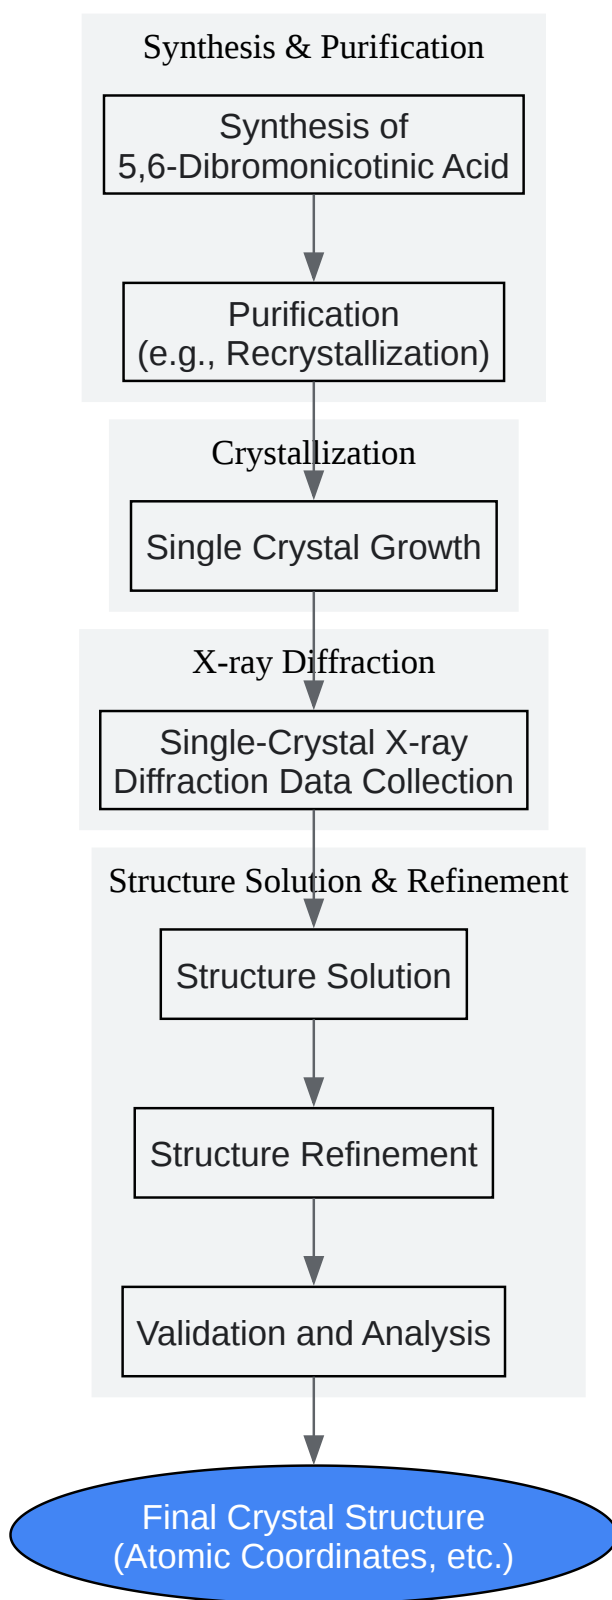 Synthesis & Purification
Synthesis of
5,6-Dibromonicotinic Acid
Purification
(e.g., Recrystallization)
Crystallization
Single Crystal Growth
X-ray Diffraction
Single-Crystal X-ray
Diffraction Data Collection
Structure Solution & Refinement
Structure Solution
Structure Refinement
Validation and Analysis
Final Crystal Structure
(Atomic Coordinates, etc.)